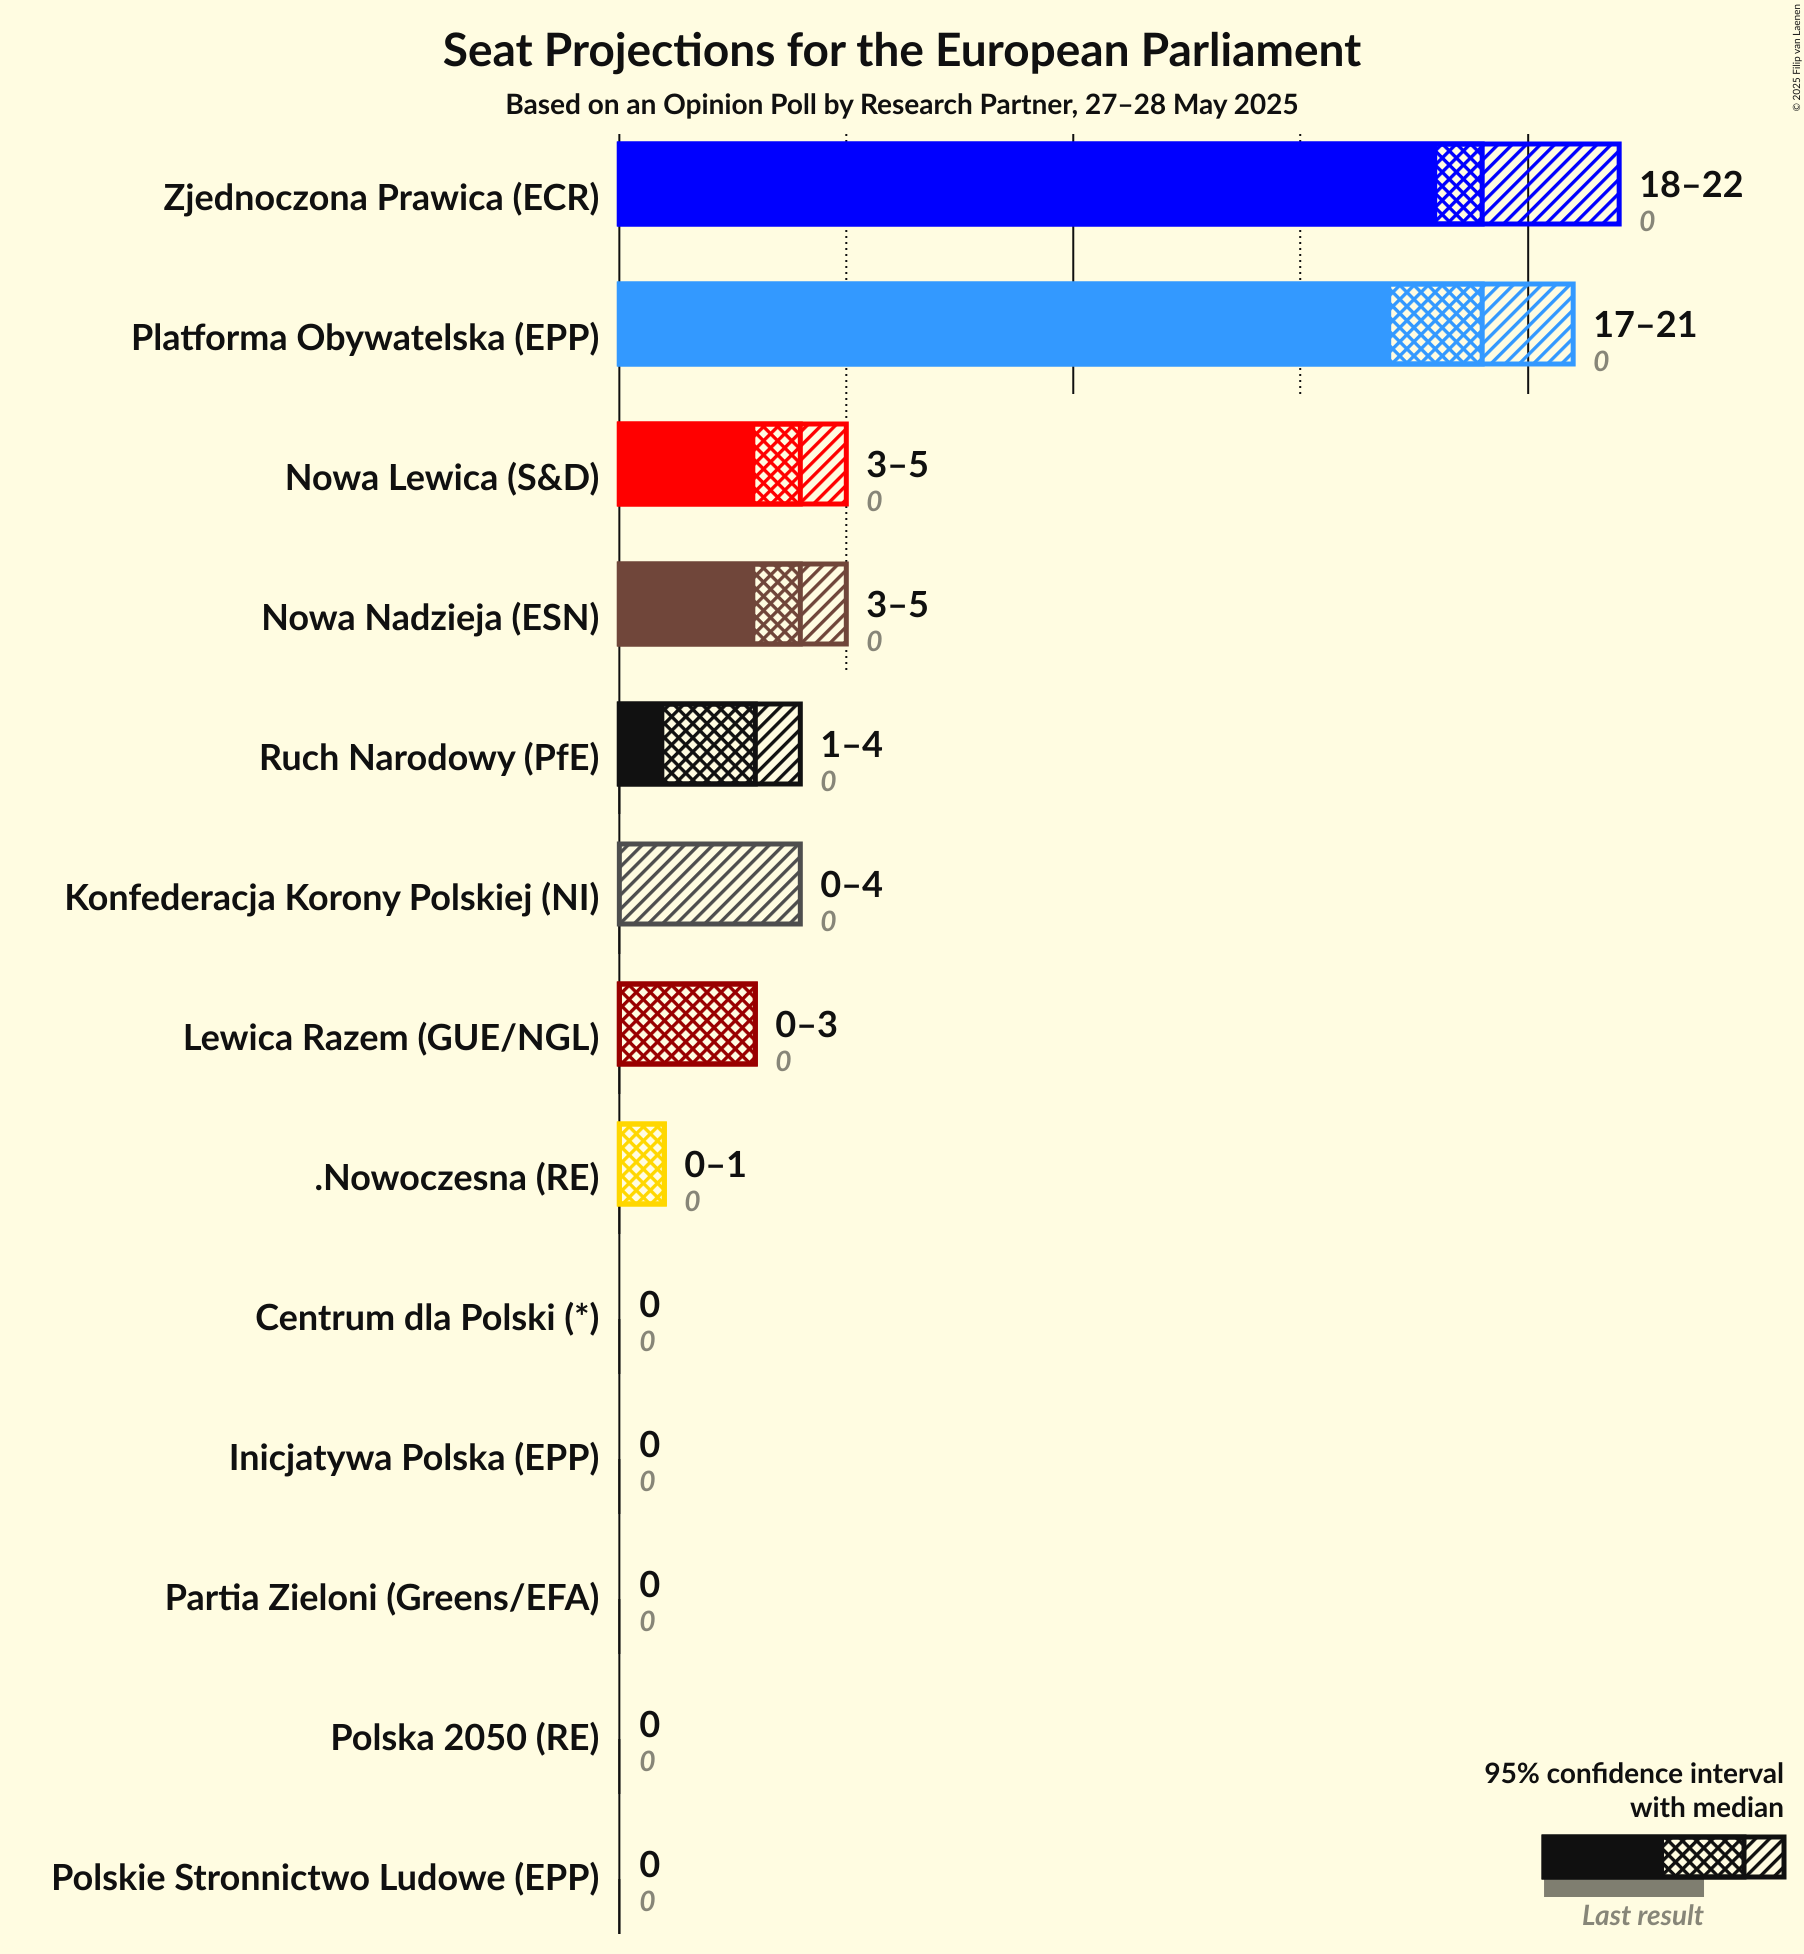 Seat Projections for the European Parliament
Based on an Opinion Poll by Research Partner, 27–28 May 2025
© 2025 Filip van Laenen
Zjednoczona Prawica (ECR)
18–22
0
Platforma Obywatelska (EPP)
17–21
0
Nowa Lewica (S&D)
3–5
0
Nowa Nadzieja (ESN)
3–5
0
Ruch Narodowy (PfE)
1–4
0
Konfederacja Korony Polskiej (NI)
0–4
0
Lewica Razem (GUE/NGL)
0–3
0
.Nowoczesna (RE)
0–1
0
Centrum dla Polski (*)
0
0
Inicjatywa Polska (EPP)
0
0
Partia Zieloni (Greens/EFA)
0
0
Polska 2050 (RE)
0
0
Polskie Stronnictwo Ludowe (EPP)
0
0
95% confidence interval
with median
Last result